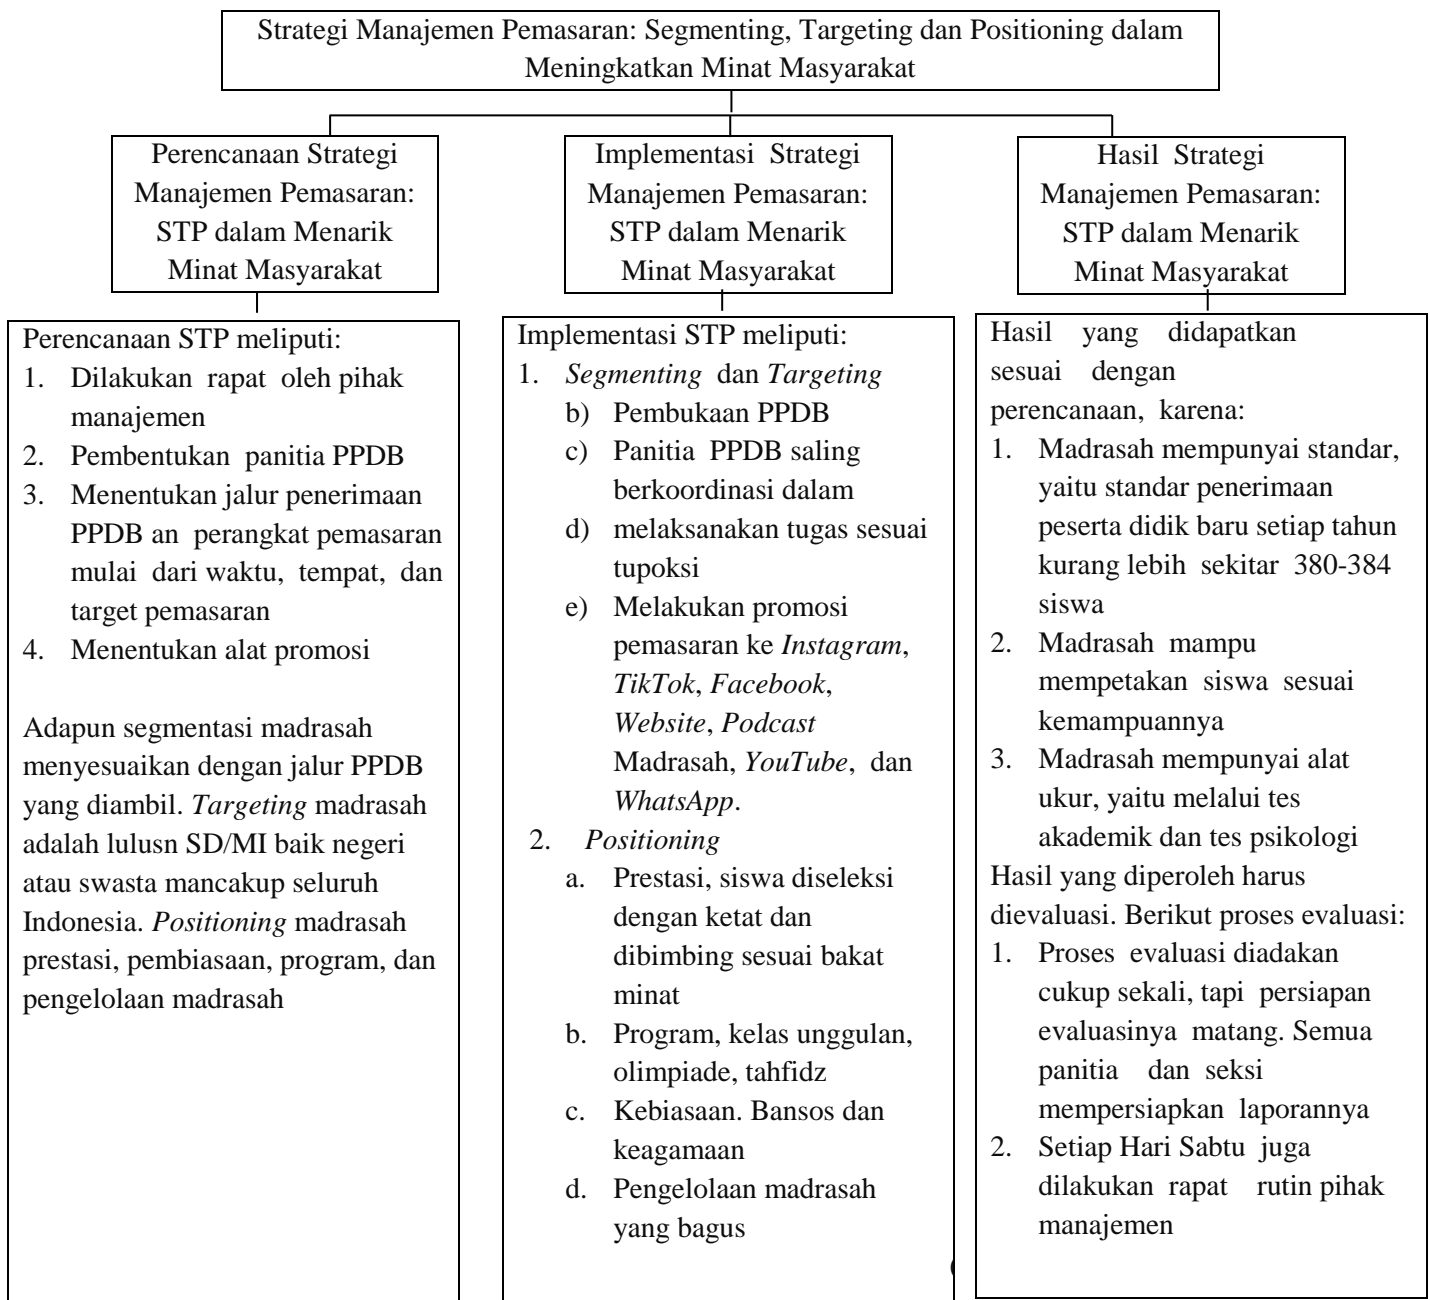 Strategi Manajemen Pemasaran: Segmenting, Targeting dan Positioning dalam
Meningkatkan Minat Masyarakat
Perencanaan Strategi
Manajemen Pemasaran:
STP dalam Menarik
Minat Masyarakat
Implementasi Strategi
Manajemen Pemasaran:
STP dalam Menarik
Minat Masyarakat
Hasil Strategi
Manajemen Pemasaran:
STP dalam Menarik
Minat Masyarakat
Perencanaan STP meliputi:
1. Dilakukan rapat oleh pihak
manajemen
2. Pembentukan panitia PPDB
3. Menentukan jalur penerimaan
PPDB an perangkat pemasaran
mulai dari waktu, tempat, dan
target pemasaran
4. Menentukan alat promosi
Adapun segmentasi madrasah
menyesuaikan dengan jalur PPDB
yang diambil. Targeting madrasah
adalah lulusn SD/MI baik negeri
atau swasta mancakup seluruh
Indonesia. Positioning madrasah
prestasi, pembiasaan, program, dan
pengelolaan madrasah
Implementasi STP meliputi:
1. Segmenting dan Targeting
b) Pembukaan PPDB
c) Panitia PPDB saling
berkoordinasi dalam
d) melaksanakan tugas sesuai
tupoksi
e) Melakukan promosi
pemasaran ke Instagram,
TikTok, Facebook,
Website, Podcast
Madrasah, YouTube, dan
WhatsApp.
2. Positioning
a. Prestasi, siswa diseleksi
dengan ketat dan
dibimbing sesuai bakat
minat
b. Program, kelas unggulan,
olimpiade, tahfidz
c. Kebiasaan. Bansos dan
keagamaan
d. Pengelolaan madrasah
yang bagus
Hasil yang didapatkan
sesuai dengan
perencanaan, karena:
1. Madrasah mempunyai standar,
yaitu standar penerimaan
peserta didik baru setiap tahun
kurang lebih sekitar 380-384
siswa
2. Madrasah mampu
mempetakan siswa sesuai
kemampuannya
3. Madrasah mempunyai alat
ukur, yaitu melalui tes
akademik dan tes psikologi
Hasil yang diperoleh harus
dievaluasi. Berikut proses evaluasi:
1. Proses evaluasi diadakan
cukup sekali, tapi persiapan
evaluasinya matang. Semua
panitia dan seksi
mempersiapkan laporannya
2. Setiap Hari Sabtu juga
dilakukan rapat rutin pihak
manajemen